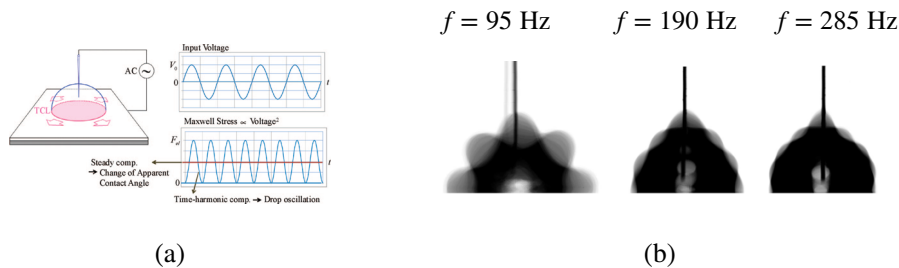 Input Voltage
AC
V₀
0
t
TCL
Maxwell Stress ∝ Voltage²
Fₑₗ
t
Steady comp.
→ Change of Apparent
Contact Angle
0
Time-harmonic comp. → Drop oscillation
(a)
f = 95 Hz
f = 190 Hz
f = 285 Hz
(b)